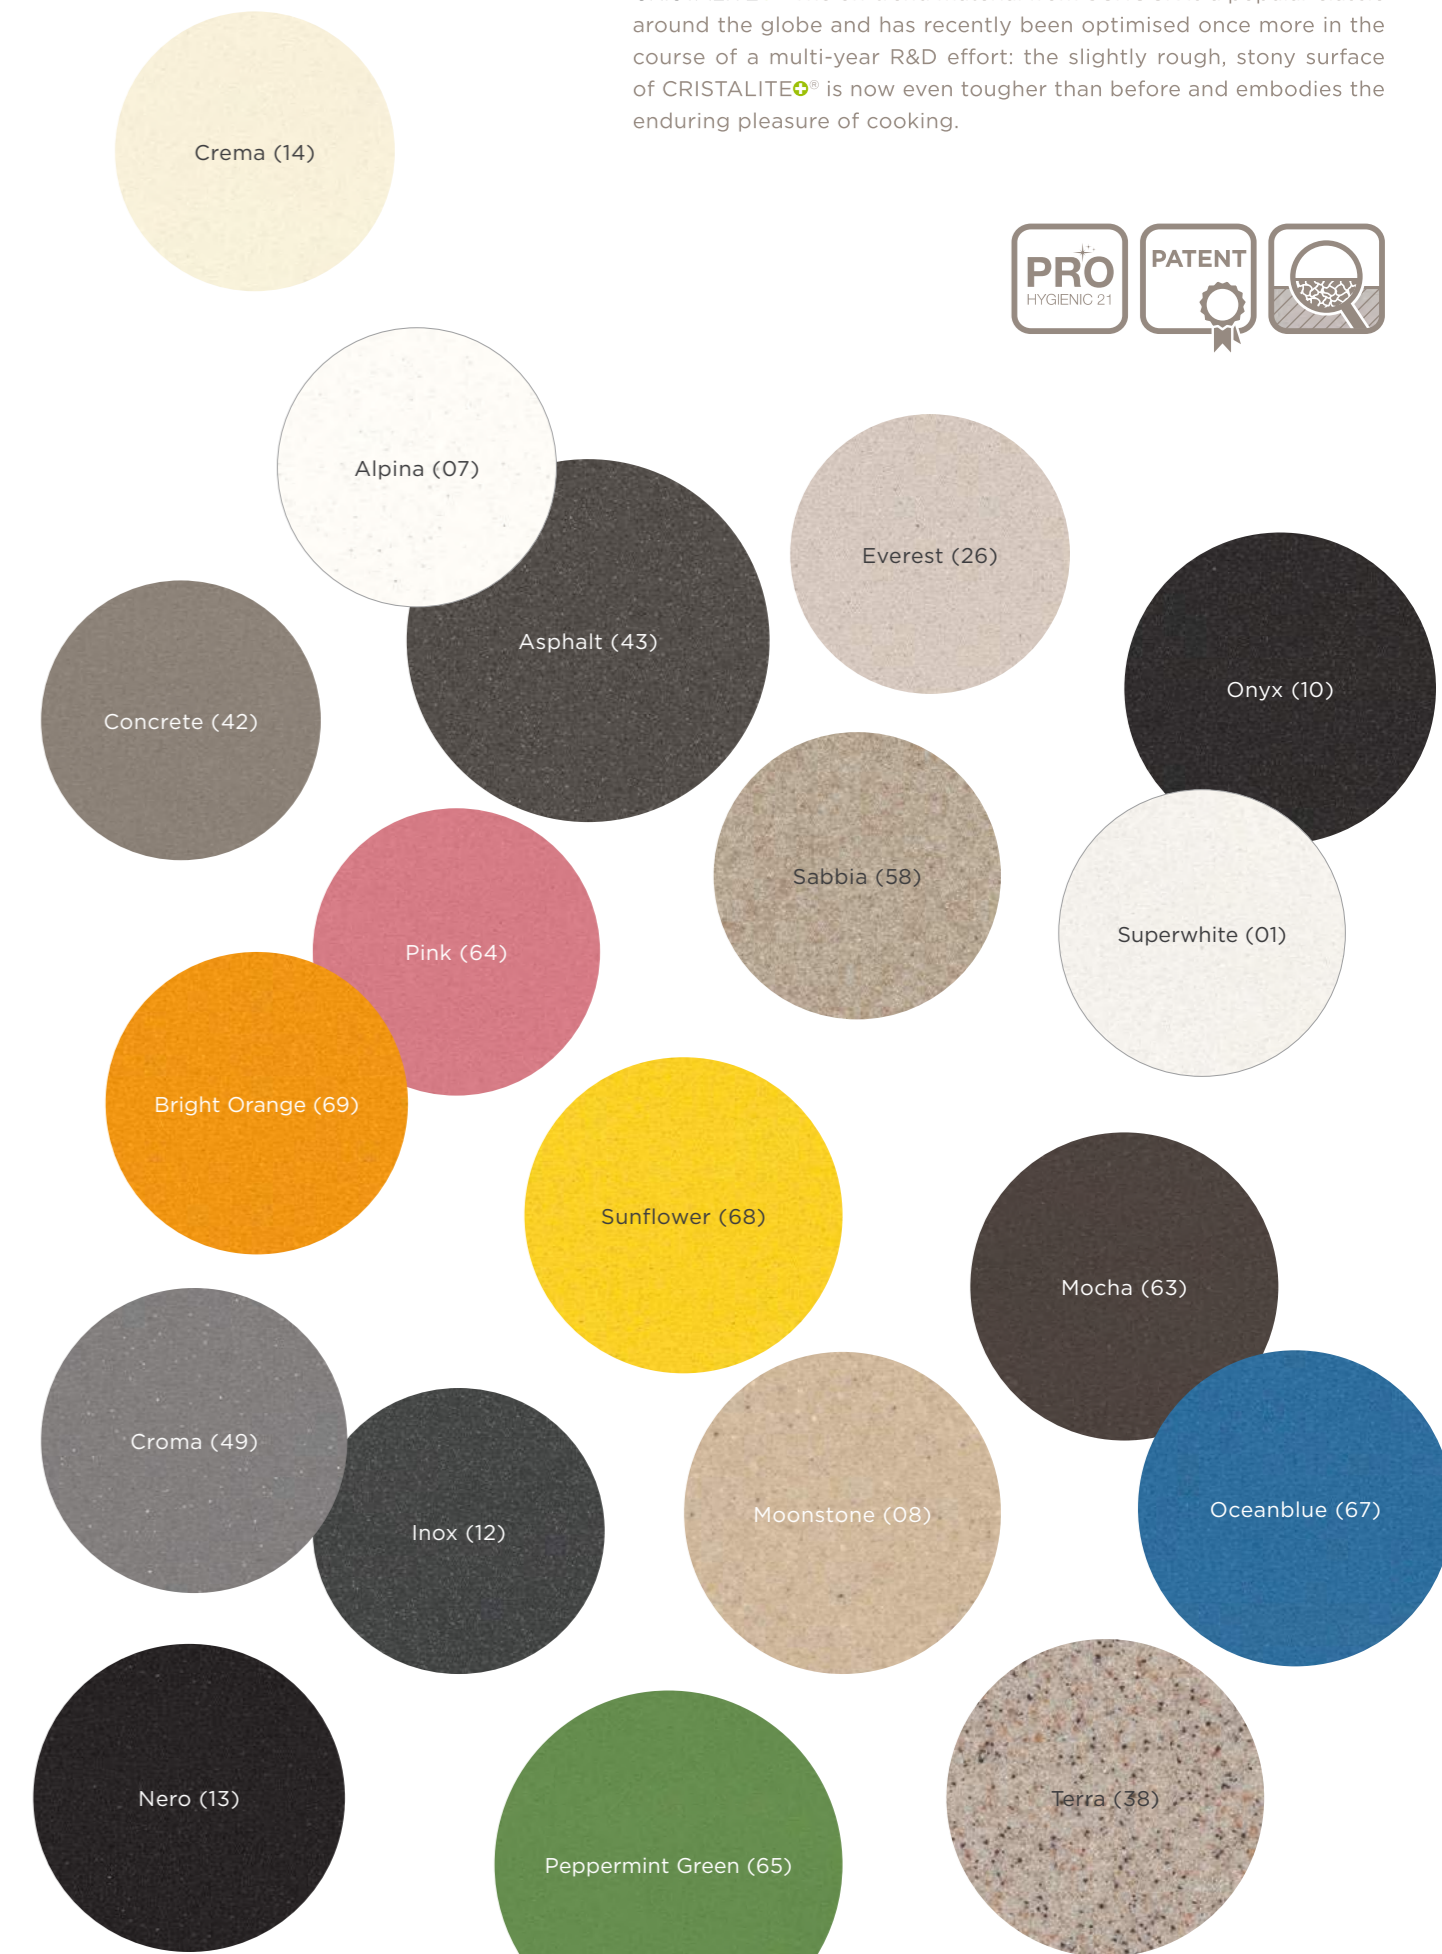 around the globe and has recently been optimised once more in the
course of a multi-year R&D effort: the slightly rough, stony surface
of CRISTALITE+® is now even tougher than before and embodies the
enduring pleasure of cooking.
Crema (14)
PRO
HYGIENIC 21
PATENT
Alpina (07)
Everest (26)
Asphalt (43)
Onyx (10)
Concrete (42)
Sabbia (58)
Superwhite (01)
Pink (64)
Bright Orange (69)
Sunflower (68)
Mocha (63)
Croma (49)
Oceanblue (67)
Moonstone (08)
Inox (12)
Nero (13)
Terra (38)
Peppermint Green (65)